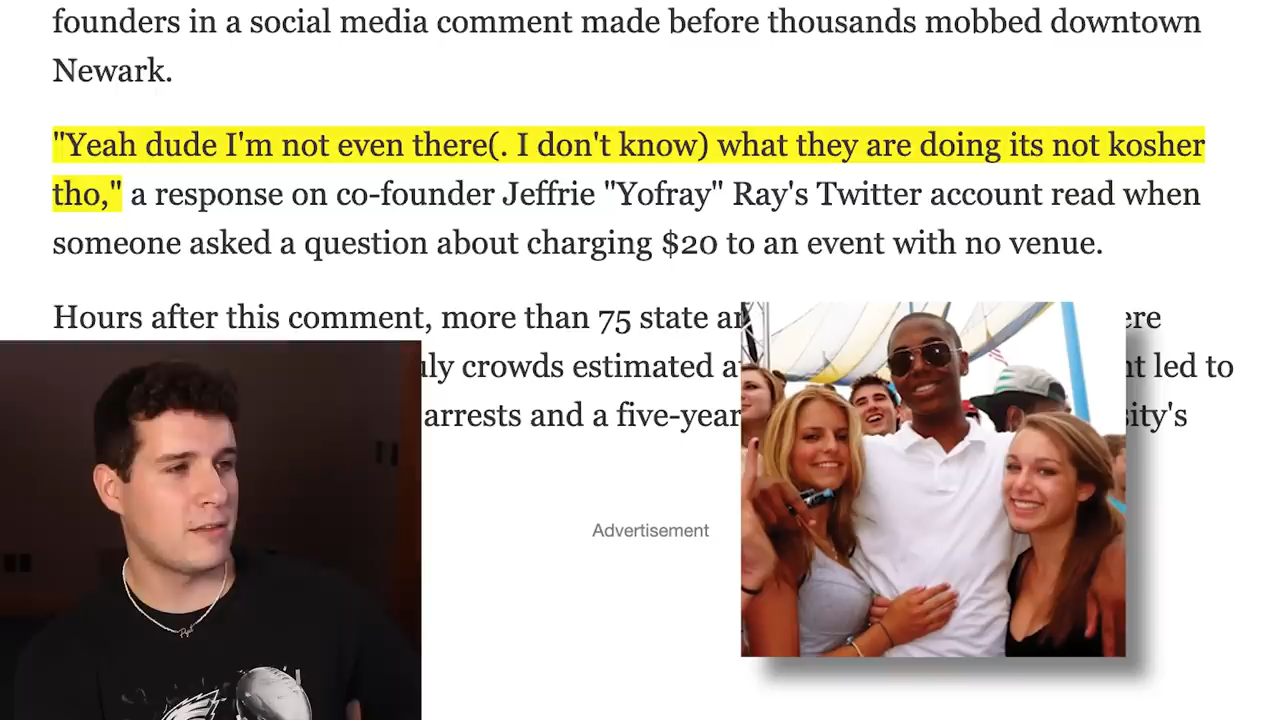 founders in a social media comment made before thousands mobbed downtown
Newark.
"Yeah dude I'm not even there(. I don't know) what they are doing its not kosher
tho," a response on co-founder Jeffrie "Yofray" Ray's Twitter account read when
someone asked a question about charging $20 to an event with no venue.
Hours after this comment, more than 75 state
crowds estimated led to
arrests and a five-year
Advertisement